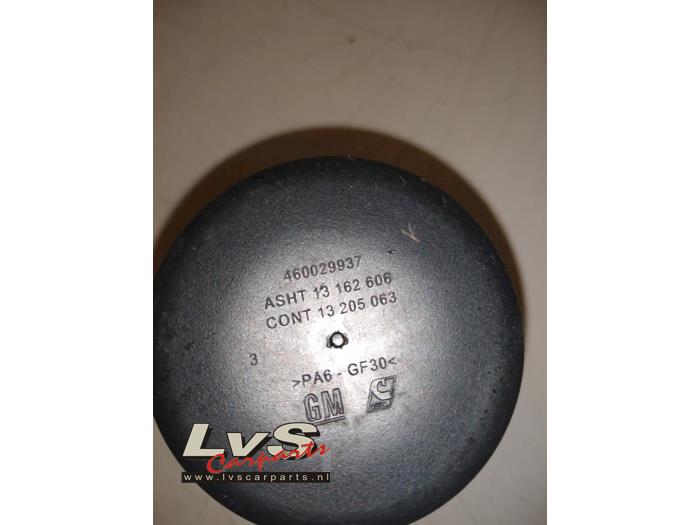 460029937
ASHT 13 162 606
CONT 13 205 063
3
>PA6 - GF30<
GM
LvS
Carparts
www.lvscarparts.nl